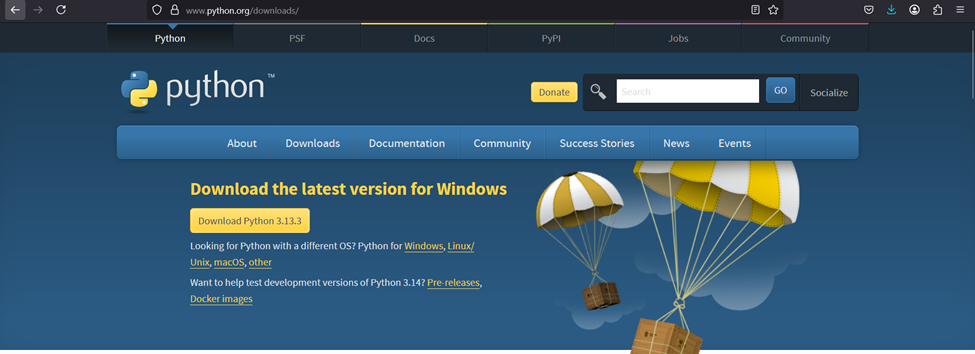 www.python.org/downloads/
Python PSF Docs PyPI Jobs Community
python™
Donate Search GO Socialize
About Downloads Documentation Community Success Stories News Events
Download the latest version for Windows
Download Python 3.13.3
Looking for Python with a different OS? Python for Windows, Linux/
Unix, macOS, other
Want to help test development versions of Python 3.14? Pre-releases,
Docker images